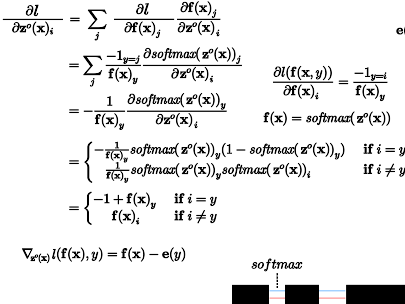 ∂l / ∂z^o(x)_i = ∑_j ∂l / ∂f(x)_j ∂f(x)_j / ∂z^o(x)_i
e(
= ∑_j -1_{y=j} / f(x)_y ∂softmax(z^o(x))_j / ∂z^o(x)_i
∂l(f(x,y)) / ∂f(x)_i = -1_{y=i} / f(x)_y
= - 1 / f(x)_y ∂softmax(z^o(x))_y / ∂z^o(x)_i
f(x) = softmax(z^o(x))
= { - 1 / f(x)_y softmax(z^o(x))_y(1 - softmax(z^o(x))_y) if i = y
1 / f(x)_y softmax(z^o(x))_y softmax(z^o(x))_i if i ≠ y
= { -1 + f(x)_y if i = y
f(x)_i if i ≠ y
∇_{z^o(x)} l(f(x), y) = f(x) - e(y)
softmax